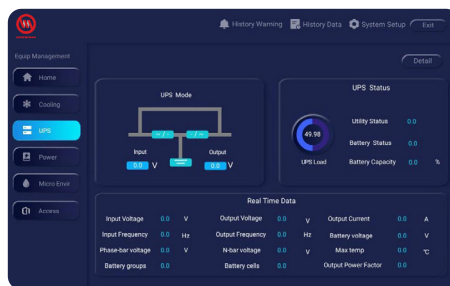 History Warning History Data System Setup Exit
Equip Management
Detail
Home
Cooling
UPS
Power
Micro Envir
Access
UPS Mode
~ / -
- / ~
Input Output
0.0 V 0.0 V
UPS Status
49.98
UPS Load
Utility Status 0.0
Battery Status 0.0
Battery Capacity 0.0 %
Real Time Data
Input Voltage 0.0 V Output Voltage 0.0 V Output Current 0.0 A
Input Frequency 0.0 Hz Output Frequency 0.0 Hz Battery voltage 0.0 V
Phase-bar voltage 0.0 V N-bar voltage 0.0 V Max temp 0.0 °C
Battery groups 0.0 Battery cells 0.0 Output Power Factor 0.0